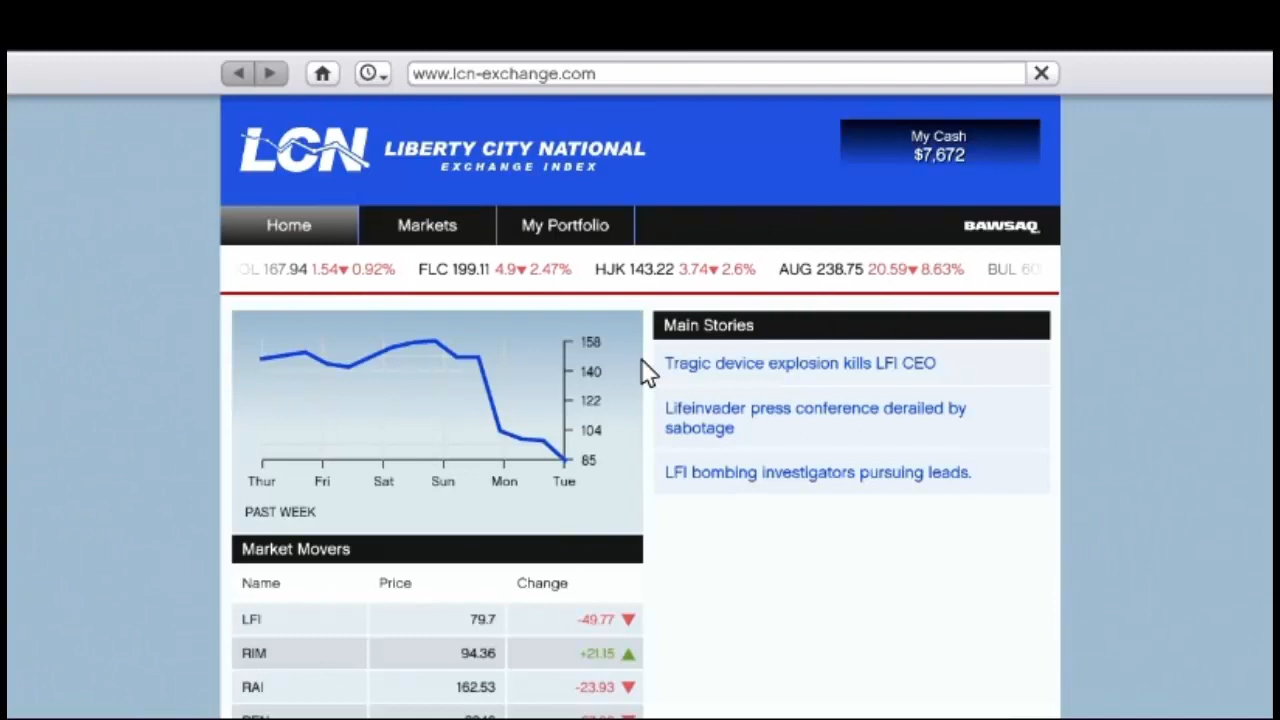 www.lcn-exchange.com
LCN LIBERTY CITY NATIONAL
EXCHANGE INDEX
My Cash
$7,672
Home Markets My Portfolio BAWSAQ
167.94 1.54▼0.92% FLC 199.11 4.9▼2.47% HJK 143.22 3.74▼2.6% AUG 238.75 20.59▼8.63% BUL
158
140
122
104
85
Thur Fri Sat Sun Mon Tue
PAST WEEK
Main Stories
Tragic device explosion kills LFI CEO
Lifeinvader press conference derailed by
sabotage
LFI bombing investigators pursuing leads.
Market Movers
Name Price Change
LFI 79.7 -49.77 ▼
RIM 94.36 +21.15 ▲
RAI 162.53 -23.93 ▼